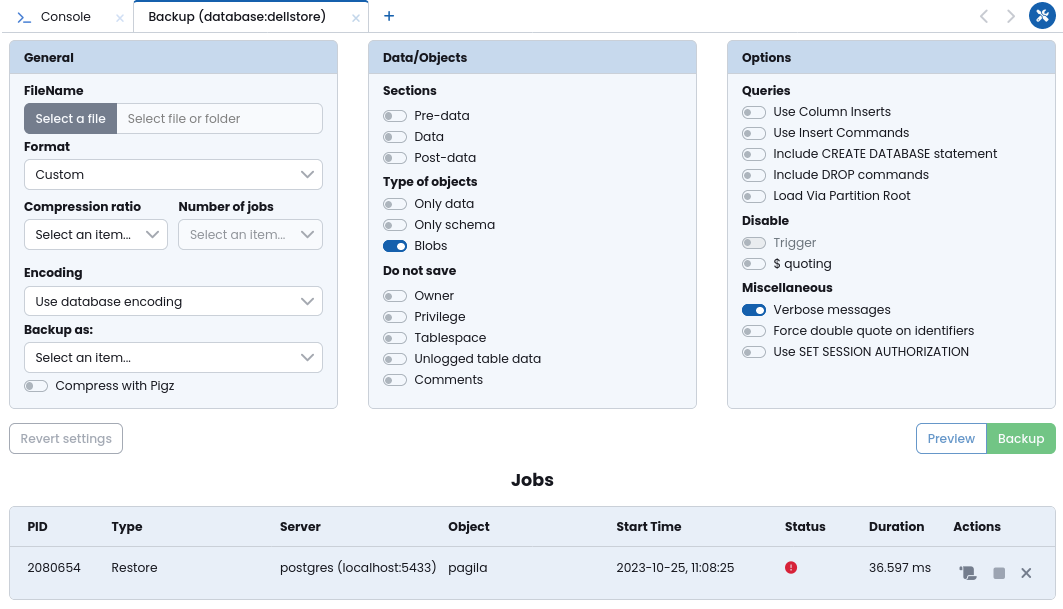 Console
Backup (database:dellstore)
General
FileName
Select a file
Select file or folder
Format
Custom
Compression ratio
Number of jobs
Select an item...
Select an item...
Encoding
Use database encoding
Backup as:
Select an item...
Compress with Pigz
Data/Objects
Sections
Pre-data
Data
Post-data
Type of objects
Only data
Only schema
Blobs
Do not save
Owner
Privilege
Tablespace
Unlogged table data
Comments
Options
Queries
Use Column Inserts
Use Insert Commands
Include CREATE DATABASE statement
Include DROP commands
Load Via Partition Root
Disable
Trigger
$ quoting
Miscellaneous
Verbose messages
Force double quote on identifiers
Use SET SESSION AUTHORIZATION
Revert settings
Preview
Backup
Jobs
PID Type Server Object Start Time Status Duration Actions
2080654 Restore postgres (localhost:5433) pagila 2023-10-25, 11:08:25 36.597 ms